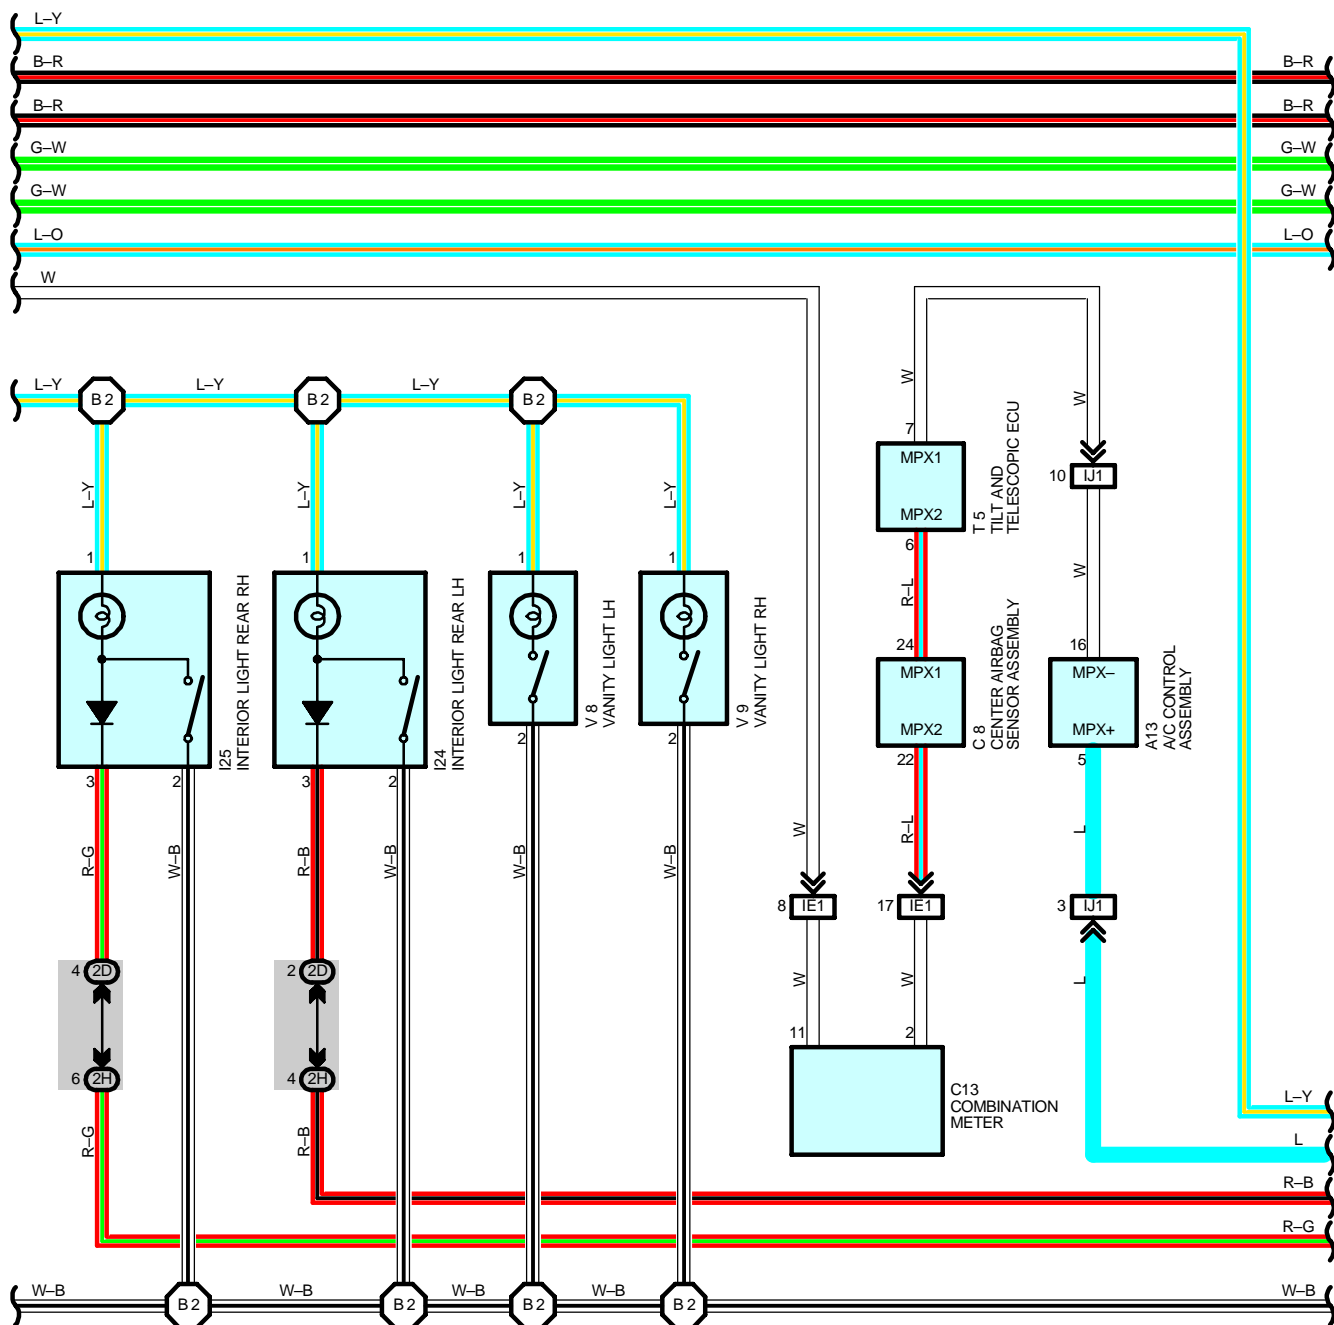 L–Y
B–R B–R
B–R B–R
G–W G–W
G–W G–W
L–O L–O
W
L–Y L–Y L–Y
B 2 B 2 B 2
W W
7
MPX1
MPX2
T 5
TILT AND
TELESCOPIC ECU
10 IJ1
L–Y L–Y L–Y L–Y
1 1 1 1
6
R–L
W
I25
INTERIOR LIGHT REAR RH
I24
INTERIOR LIGHT REAR LH
V 8
VANITY LIGHT LH
V 9
VANITY LIGHT RH
24
MPX1
MPX2
C 8
CENTER AIRBAG
SENSOR ASSEMBLY
16
MPX–
MPX+
A13
A/C CONTROL
ASSEMBLY
2 2
22 5
3 2 3 2
R–G W–B R–B W–B W–B W–B
W R–L L
8 IE1 17 IE1 3 IJ1
4 2D 2 2D
W W L
11 2
6 2H 4 2H
C13
COMBINATION
METER
R–G R–B
L–Y
L
R–B
R–G
W–B W–B W–B W–B W–B
B 2 B 2 B 2 B 2